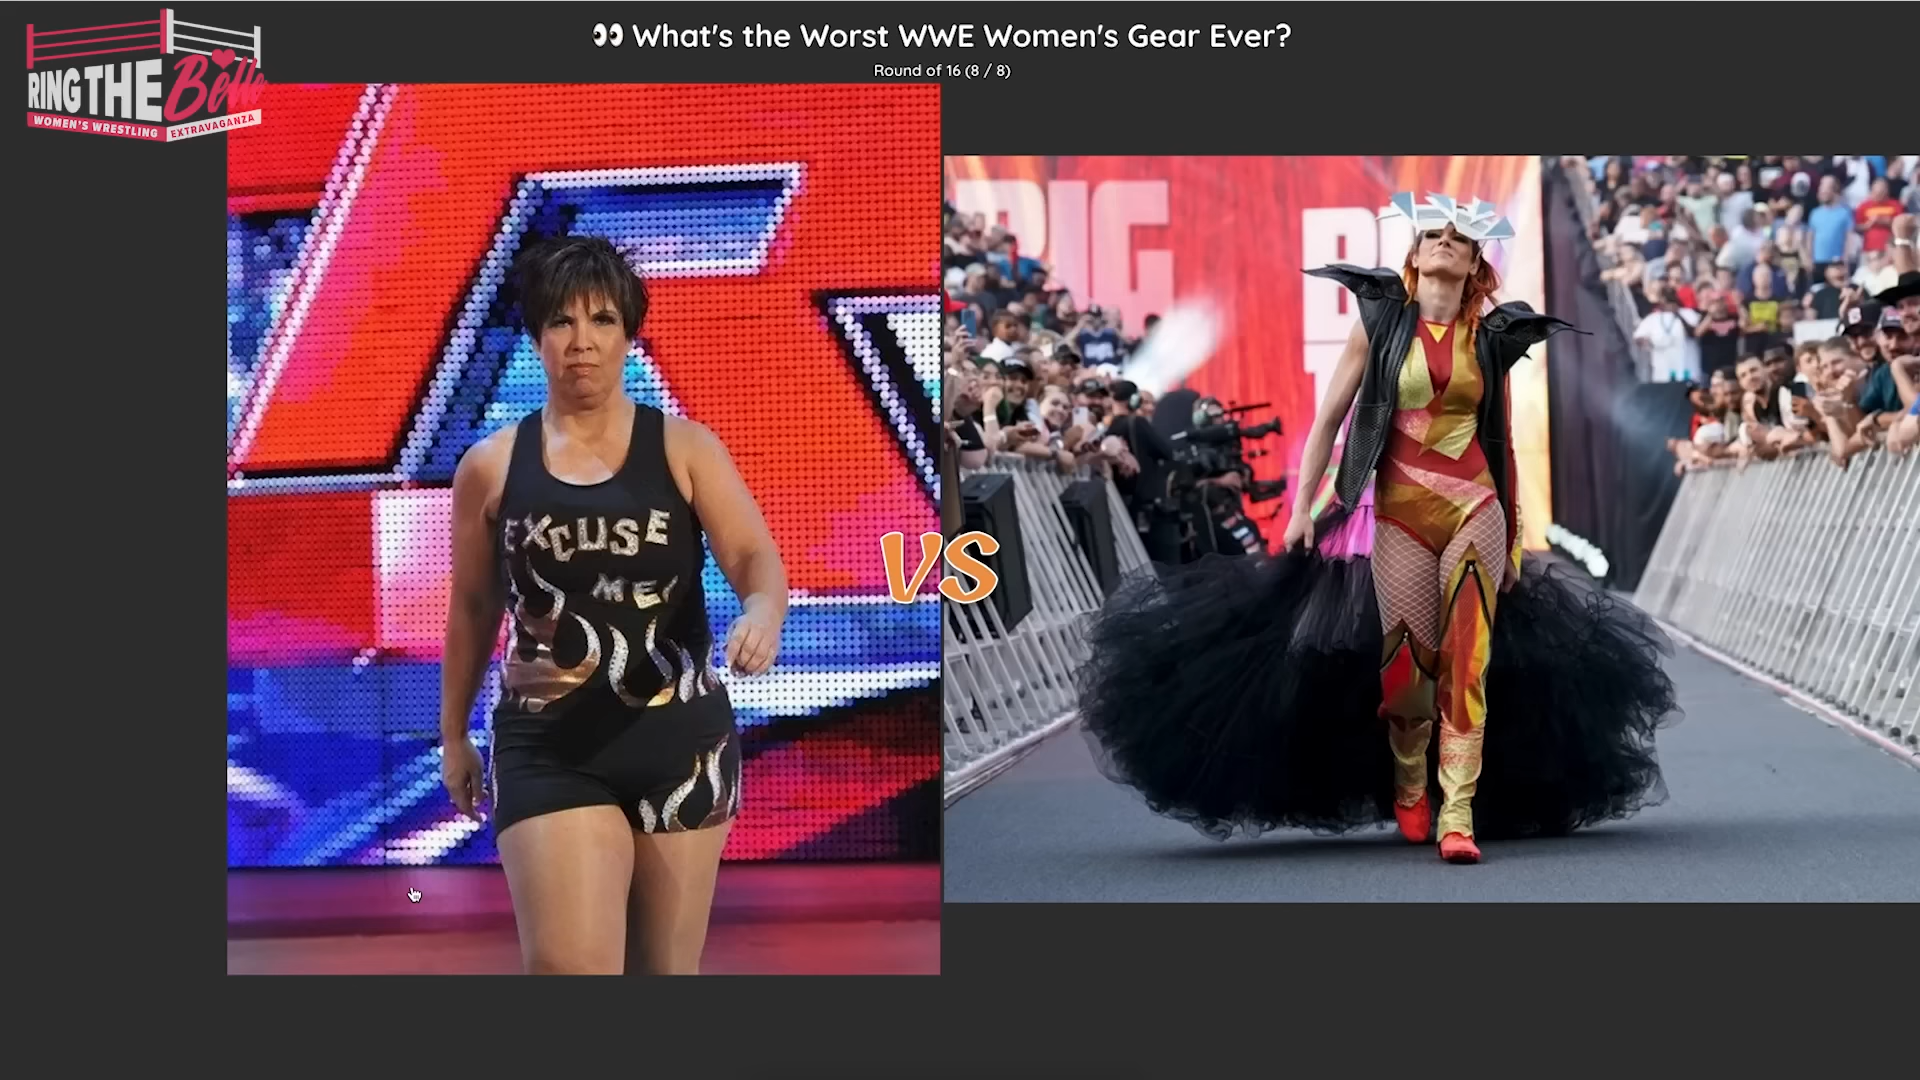 RING THE Belle
WOMEN'S WRESTLING EXTRAVAGANZA
👀 What's the Worst WWE Women's Gear Ever?
Round of 16 (8 / 8)
EXCUSE
ME!
VS
BIG